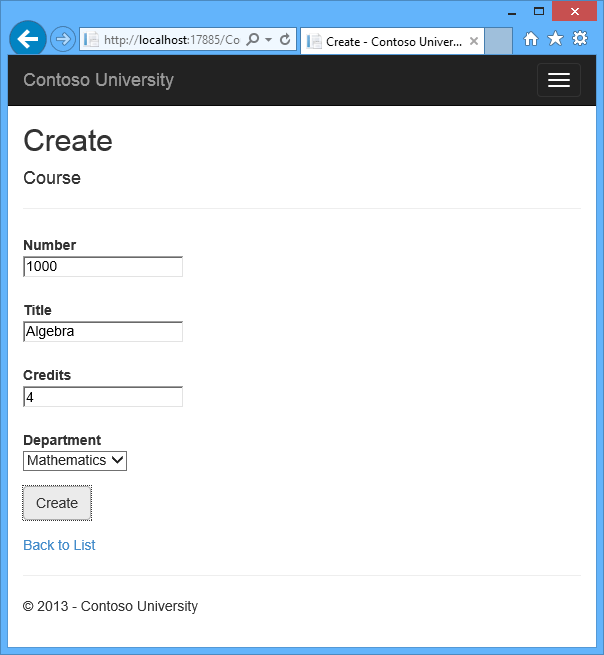 http://localhost:17885/Co
Create - Contoso Univer...
Contoso University
Create
Course
Number
1000
Title
Algebra
Credits
4
Department
Mathematics
Create
Back to List
© 2013 - Contoso University